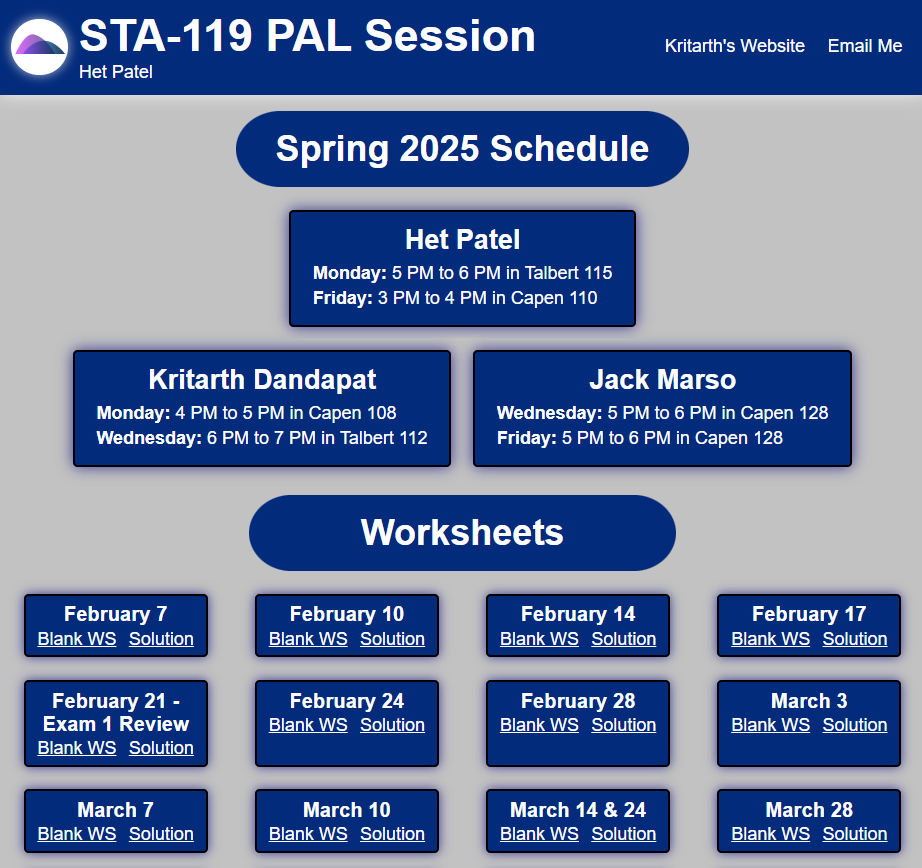 STA-119 PAL Session
Het Patel
Kritarth's Website Email Me
Spring 2025 Schedule
Het Patel
Monday: 5 PM to 6 PM in Talbert 115
Friday: 3 PM to 4 PM in Capen 110
Kritarth Dandapat
Monday: 4 PM to 5 PM in Capen 108
Wednesday: 6 PM to 7 PM in Talbert 112
Jack Marso
Wednesday: 5 PM to 6 PM in Capen 128
Friday: 5 PM to 6 PM in Capen 128
Worksheets
February 7
Blank WS Solution
February 10
Blank WS Solution
February 14
Blank WS Solution
February 17
Blank WS Solution
February 21 -
Exam 1 Review
Blank WS Solution
February 24
Blank WS Solution
February 28
Blank WS Solution
March 3
Blank WS Solution
March 7
Blank WS Solution
March 10
Blank WS Solution
March 14 & 24
Blank WS Solution
March 28
Blank WS Solution